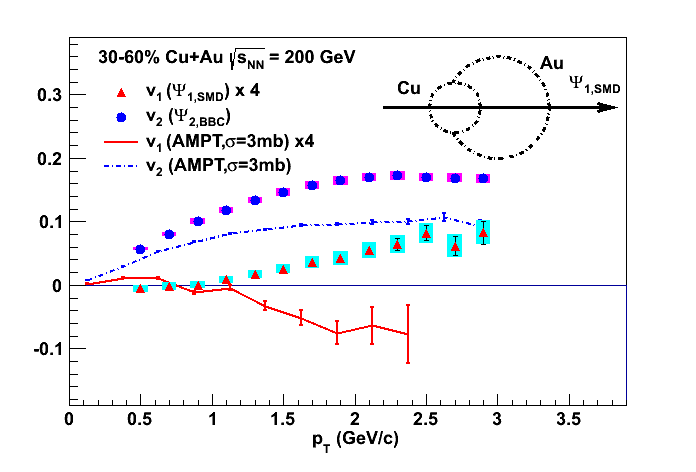 30-60% Cu+Au √sNN = 200 GeV
v1 (Ψ1,SMD) x 4
v2 (Ψ2,BBC)
v1 (AMPT,σ=3mb) x4
v2 (AMPT,σ=3mb)
Cu
Au
Ψ1,SMD
0.3
0.2
0.1
0
-0.1
0 0.5 1 1.5 2 2.5 3 3.5
pT (GeV/c)